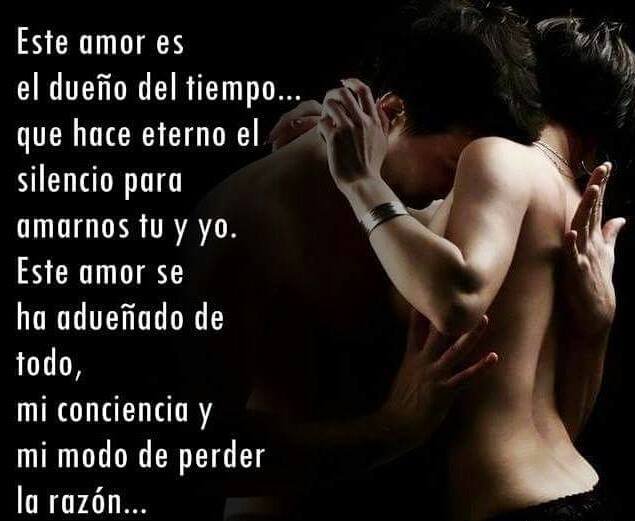 Este amor es
el dueño del tiempo...
que hace eterno el
silencio para
amarnos tu y yo.
Este amor se
ha adueñado de
todo,
mi conciencia y
mi modo de perder
la razón...